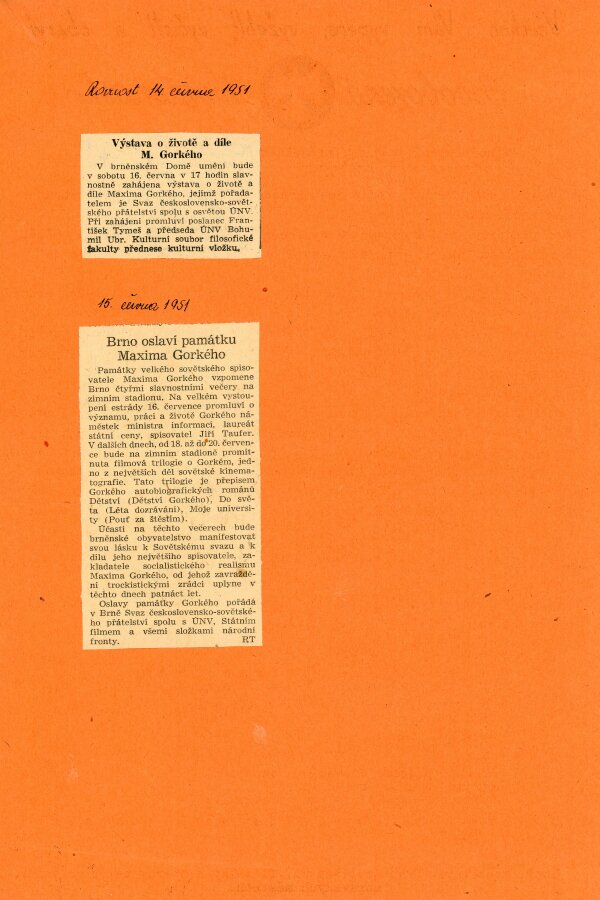 Rovnost 14. června 1951
Výstava o životě a díle
M. Gorkého
V brněnském Domě umění bude
v sobotu 16. června v 17 hodin slav-
nostně zahájena výstava o životě a
díle Maxima Gorkého, jejímž pořada-
telem je Svaz československo-sovět-
ského přátelství spolu s osvětou ÚNV.
Při zahájení promluví poslanec Fran-
tišek Tymeš a předseda ÚNV Bohu-
mil Ubr. Kulturní soubor filosofické
fakulty přednese kulturní vložku.
15. června 1951
Brno oslaví památku
Maxima Gorkého
Památky velkého sovětského spiso-
vatele Maxima Gorkého vzpomene
Brno čtyřmi slavnostními večery na
zimním stadionu. Na velkém vystou-
pení estrády 16. července promluví o
významu, práci a životě Gorkého ná-
městek ministra informací, laureát
státní ceny, spisovatel Jiří Taufer.
V dalších dnech, od 18. až do 20. červen-
ce bude na zimním stadioně promít-
nuta filmová trilogie o Gorkém, jed-
no z největších děl sovětské kinema-
tografie. Tato trilogie je přepisem
Gorkého autobiografických románů
Dětství (Dětství Gorkého), Do svě-
ta (Léta dozrávání), Moje universi-
ty (Pouť za štěstím).
Účastí na těchto večerech bude
brněnské obyvatelstvo manifestovat
svou lásku k Sovětskému svazu a k
dílu jeho největšího spisovatele, za-
kladatele socialistického realismu
Maxima Gorkého, od jehož zavraždě-
ní trockistickými zrádci uplyne v
těchto dnech patnáct let.
Oslavy památky Gorkého pořádá
v Brně Svaz československo-sovětské-
ho přátelství spolu s ÚNV, Státním
filmem a všemi složkami národní
fronty. RT